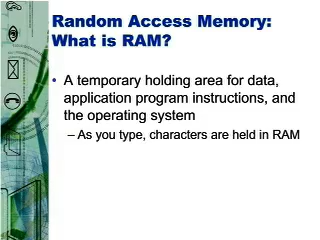 Random Access Memory:
What is RAM?
• A temporary holding area for data,
application program instructions, and
the operating system
– As you type, characters are held in RAM